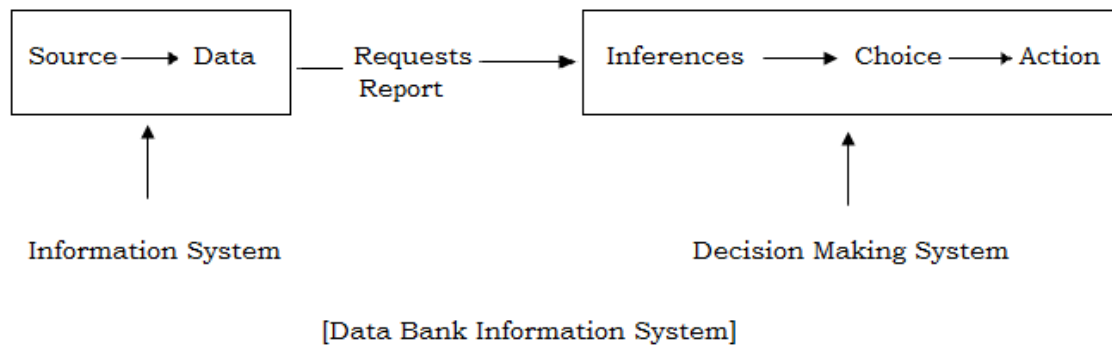 Source Data Requests Inferences Choice Action
Report
Information System Decision Making System
[Data Bank Information System]